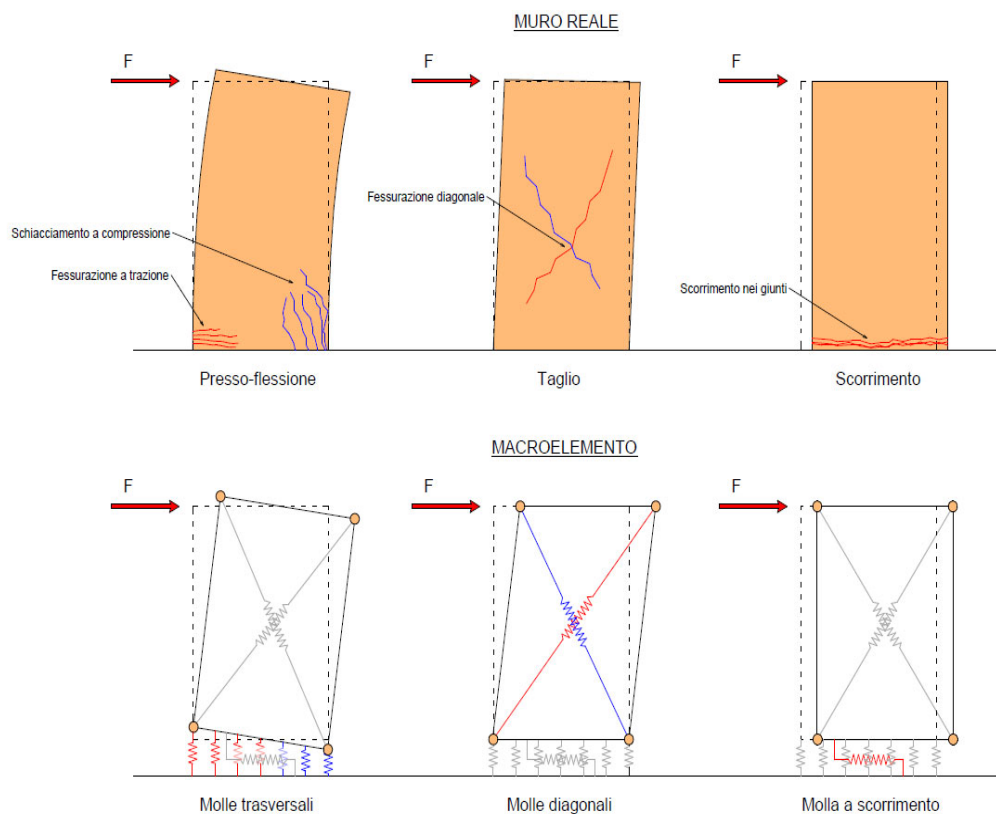 MURO REALE
F
F
F
Fessurazione diagonale
Schiacciamento a compressione
Fessurazione a trazione
Scorrimento nei giunti
Presso-flessione
Taglio
Scorrimento
MACROELEMENTO
F
F
F
Molle trasversali
Molle diagonali
Molla a scorrimento